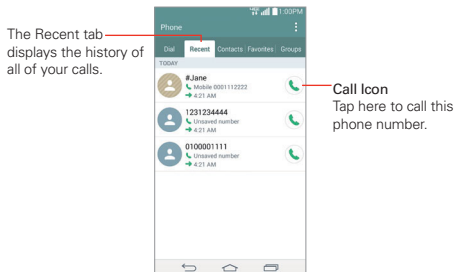 The Recent tab
displays the history of
all of your calls.
1:00PM
Phone
Dial Recent Contacts Favorites Groups
TODAY
#Jane
Mobile 0001112222
4:21 AM
1231234444
Unsaved number
4:21 AM
0100001111
Unsaved number
4:21 AM
Call Icon
Tap here to call this
phone number.